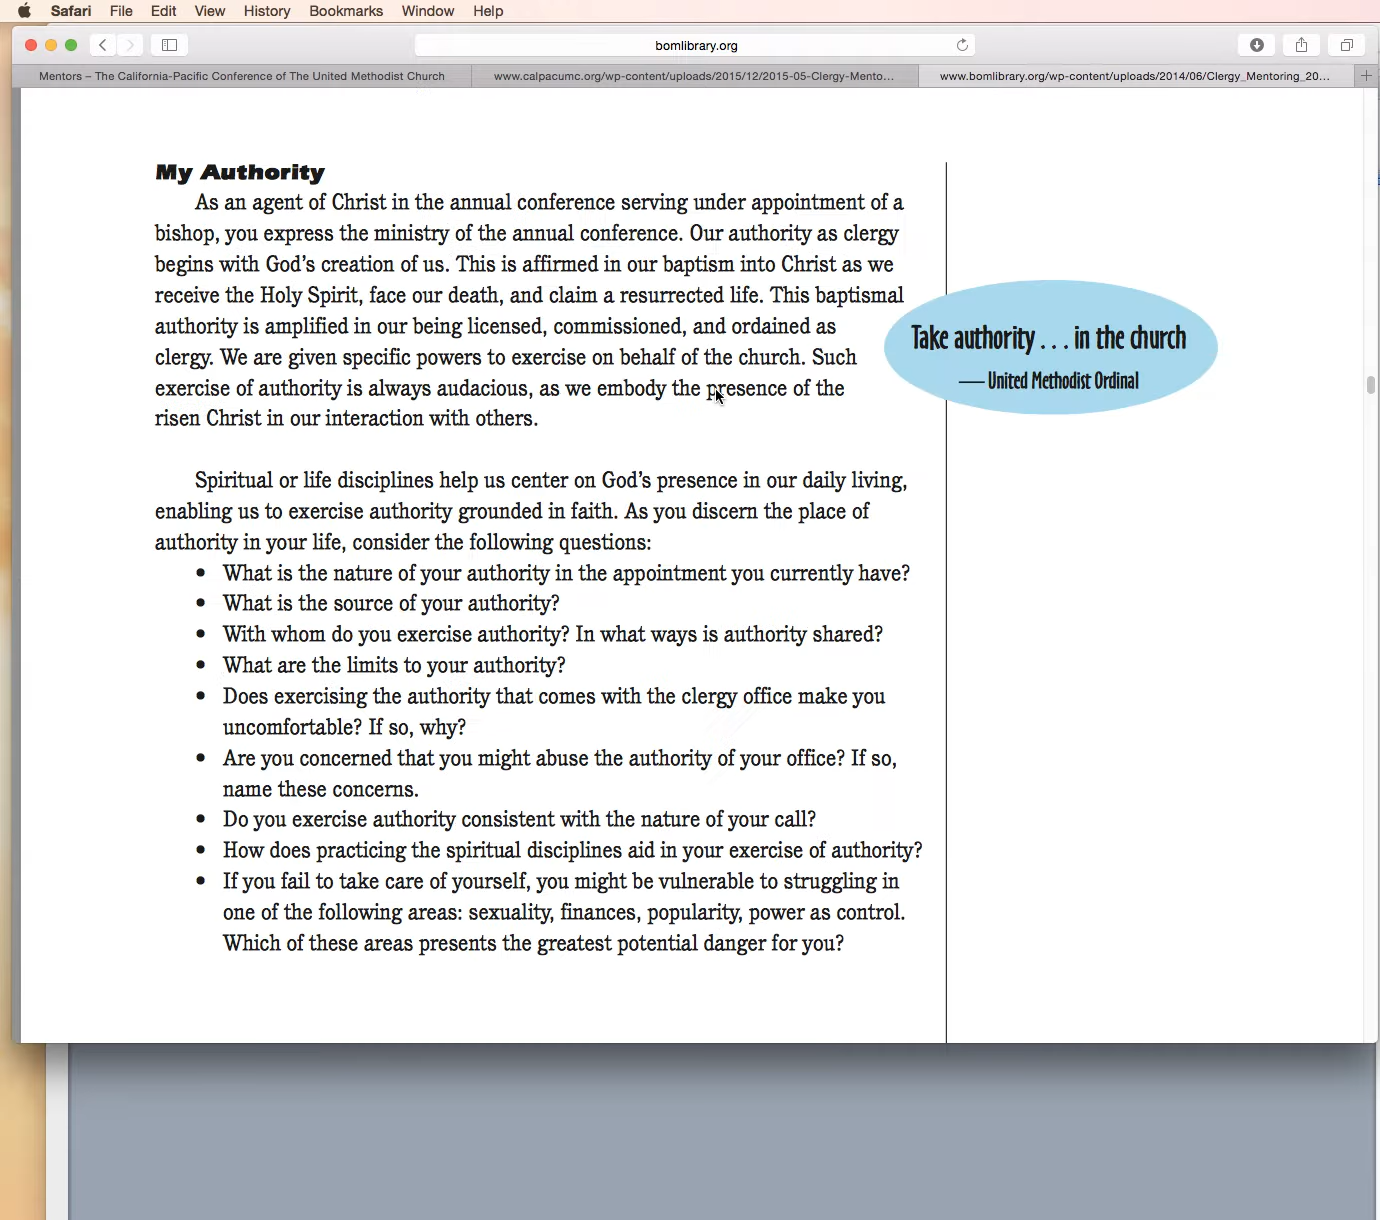 Safari File Edit View History Bookmarks Window Help
bomlibrary.org
Mentors – The California-Pacific Conference of The United Methodist Church
www.calpacumc.org/wp-content/uploads/2015/12/2015-05-Clergy-Mento...
www.bomlibrary.org/wp-content/uploads/2014/06/Clergy_Mentoring_20...
My Authority
As an agent of Christ in the annual conference serving under appointment of a
bishop, you express the ministry of the annual conference. Our authority as clergy
begins with God’s creation of us. This is affirmed in our baptism into Christ as we
receive the Holy Spirit, face our death, and claim a resurrected life. This baptismal
authority is amplified in our being licensed, commissioned, and ordained as
clergy. We are given specific powers to exercise on behalf of the church. Such
exercise of authority is always audacious, as we embody the presence of the
risen Christ in our interaction with others.
Spiritual or life disciplines help us center on God’s presence in our daily living,
enabling us to exercise authority grounded in faith. As you discern the place of
authority in your life, consider the following questions:
• What is the nature of your authority in the appointment you currently have?
• What is the source of your authority?
• With whom do you exercise authority? In what ways is authority shared?
• What are the limits to your authority?
• Does exercising the authority that comes with the clergy office make you
uncomfortable? If so, why?
• Are you concerned that you might abuse the authority of your office? If so,
name these concerns.
• Do you exercise authority consistent with the nature of your call?
• How does practicing the spiritual disciplines aid in your exercise of authority?
• If you fail to take care of yourself, you might be vulnerable to struggling in
one of the following areas: sexuality, finances, popularity, power as control.
Which of these areas presents the greatest potential danger for you?
Take authority . . . in the church
— United Methodist Ordinal